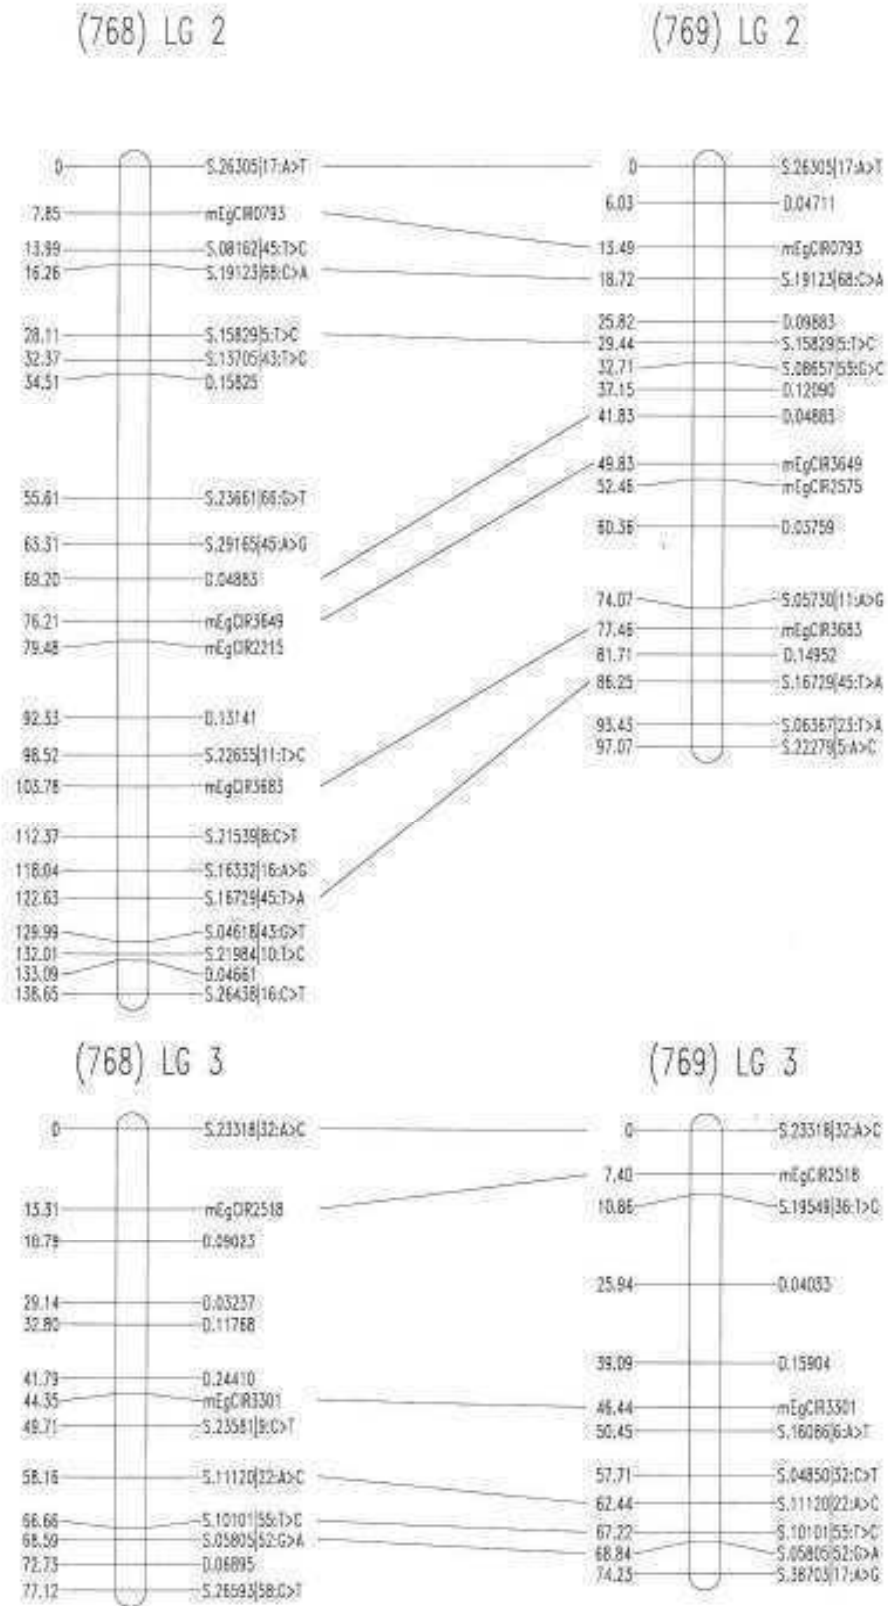 (768) LG 2
0 S.26305|17:A>T
7.85 mEgCIR0793
13.99 S.08162|45:T>C
16.26 S.19123|68:C>A
28.11 S.15829|5:T>C
32.37 S.13705|43:T>C
34.51 D.15825
55.61 S.23661|66:G>T
63.31 S.29165|45:A>G
69.20 D.04883
76.21 mEgCIR3649
79.48 mEgCIR2215
92.53 D.13141
98.52 S.22655|11:T>C
103.78 mEgCIR3683
112.37 S.21539|8:C>T
118.04 S.16332|16:A>G
122.63 S.16729|45:T>A
129.99 S.04618|43:G>T
132.01 S.21984|10:T>C
133.09 D.04661
138.65 S.26438|16:C>T
(769) LG 2
0 S.26305|17:A>T
6.03 D.04711
13.49 mEgCIR0793
18.72 S.19123|68:C>A
25.82 D.09883
29.44 S.15829|5:T>C
32.71 S.08657|55:G>C
37.15 D.12090
41.83 D.04883
49.83 mEgCIR3649
52.46 mEgCIR2575
60.36 D.03759
74.07 S.05730|11:A>G
77.46 mEgCIR3683
81.71 D.14952
86.25 S.16729|45:T>A
93.43 S.06367|23:T>A
97.07 S.22279|5:A>C
(768) LG 3
0 S.23318|32:A>C
13.31 mEgCIR2518
18.79 D.09023
29.14 D.03237
32.80 D.11768
41.79 D.24410
44.35 mEgCIR3301
49.71 S.23581|9:C>T
58.16 S.11120|22:A>C
66.66 S.10101|55:T>C
68.59 S.05805|52:G>A
72.73 D.06895
77.12 S.26593|58:C>T
(769) LG 3
0 S.23318|32:A>C
7.40 mEgCIR2518
10.86 S.19549|36:T>C
25.94 D.04033
39.09 D.15904
46.44 mEgCIR3301
50.45 S.16086|6:A>T
57.71 S.04850|32:C>T
62.44 S.11120|22:A>C
67.22 S.10101|55:T>C
68.84 S.05805|52:G>A
74.23 S.38703|17:A>G